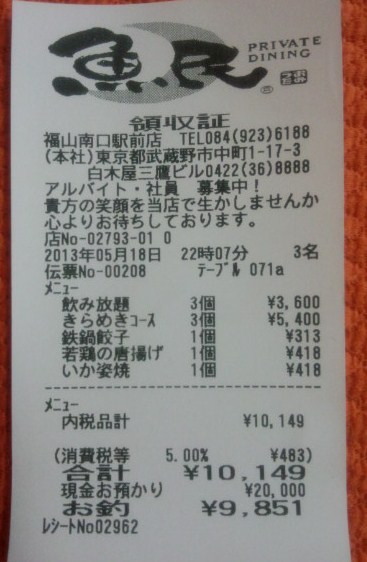 魚民
PRIVATE
DINING
領収証
福山南口駅前店 TEL084(923)6188
(本社)東京都武蔵野市中町1-17-3
白木屋三鷹ビル0422(36)8888
アルバイト・社員 募集中!
貴方の笑顔を当店で生かしませんか
心よりお待ちしております。
店No-02793-01 0
2013年05月18日 22時07分 3名
伝票No-00208 ﾃｰﾌﾞﾙ 071a
ﾒﾆｭｰ
飲み放題 3個 ¥3,600
きらめきｺｰｽ 3個 ¥5,400
鉄鍋餃子 1個 ¥313
若鶏の唐揚げ 1個 ¥418
いか姿焼 1個 ¥418
ﾒﾆｭｰ
内税品計 ¥10,149
(消費税等 5.00% ¥483)
合計 ¥10,149
現金お預かり ¥20,000
お釣 ¥9,851
ﾚｼｰﾄNo02962